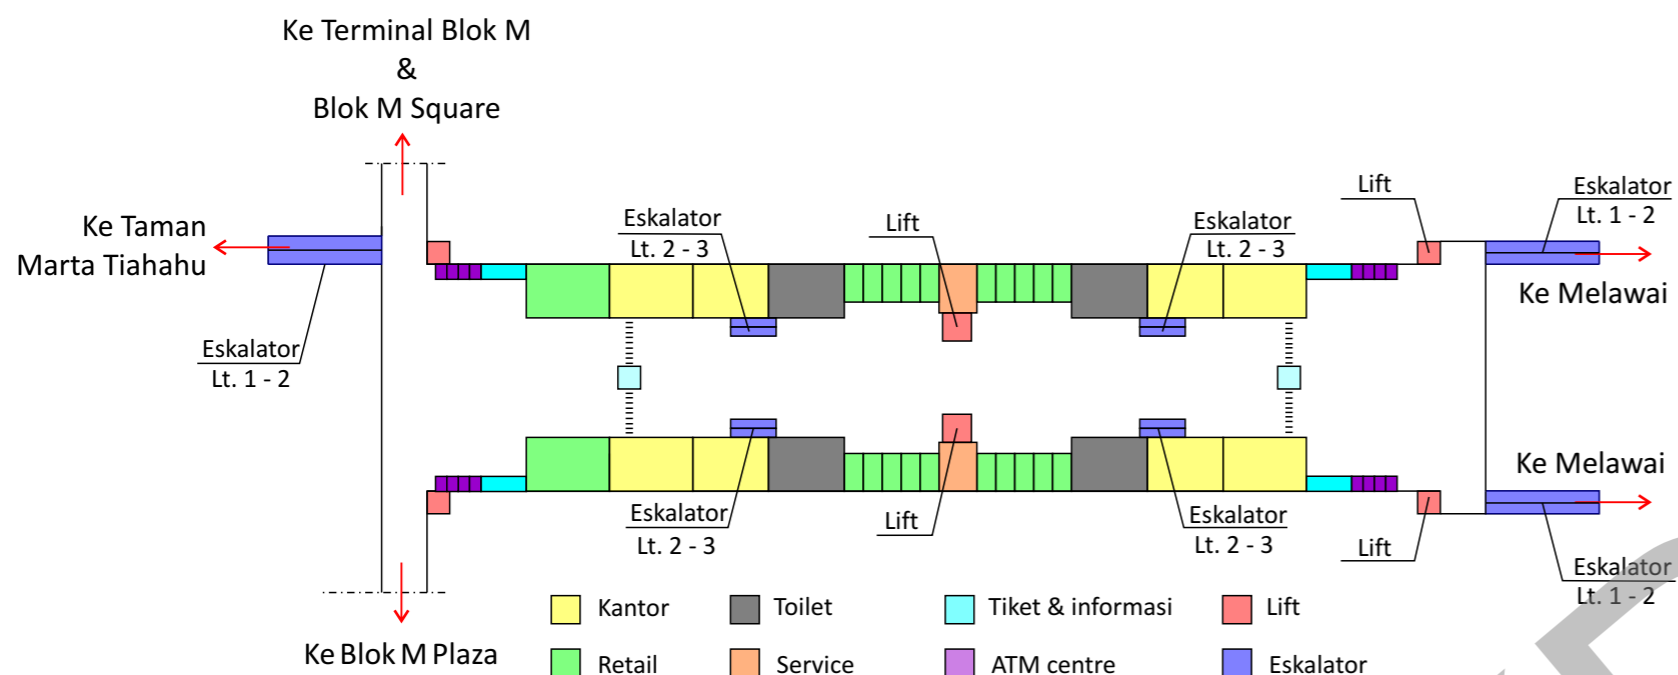 Ke Terminal Blok M
&
Blok M Square
Ke Taman
Marta Tiahahu
Eskalator
Lt. 1 - 2
Eskalator
Lt. 2 - 3
Lift
Eskalator
Lt. 2 - 3
Lift
Eskalator
Lt. 1 - 2
Ke Melawai
Ke Melawai
Eskalator
Lt. 2 - 3
Lift
Eskalator
Lt. 2 - 3
Lift
Eskalator
Lt. 1 - 2
Ke Blok M Plaza
Kantor
Toilet
Tiket & informasi
Lift
Retail
Service
ATM centre
Eskalator